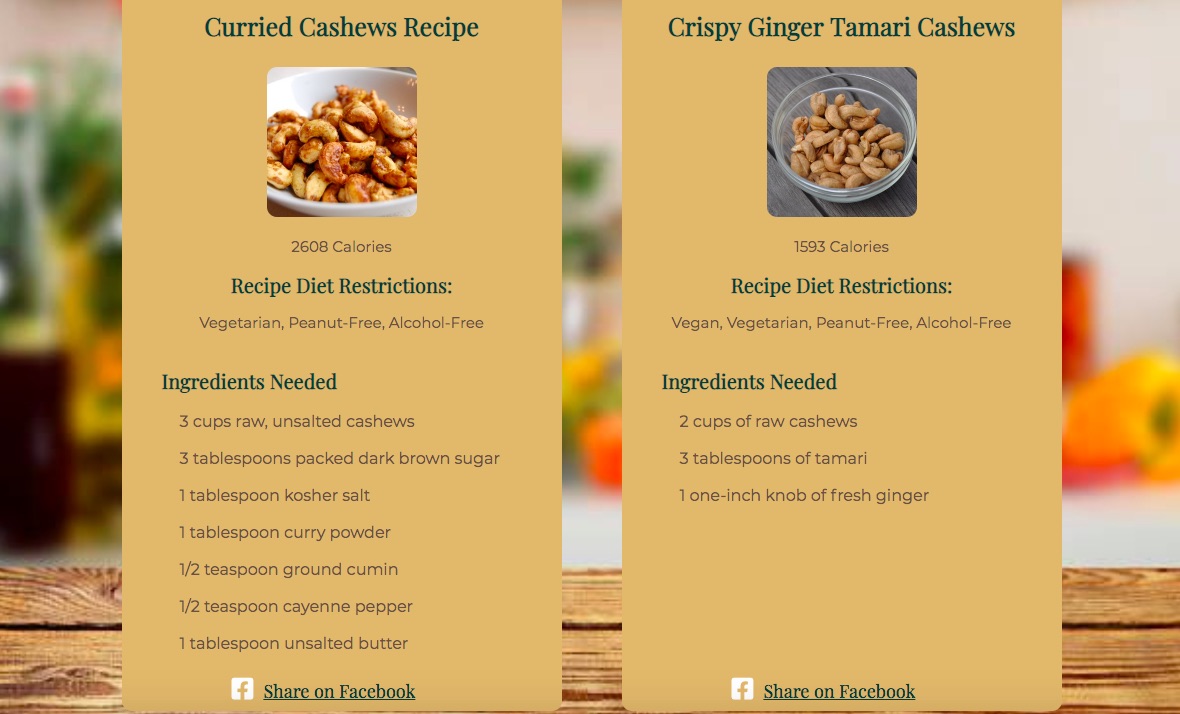 Curried Cashews Recipe
2608 Calories
Recipe Diet Restrictions:
Vegetarian, Peanut-Free, Alcohol-Free
Ingredients Needed
3 cups raw, unsalted cashews
3 tablespoons packed dark brown sugar
1 tablespoon kosher salt
1 tablespoon curry powder
1/2 teaspoon ground cumin
1/2 teaspoon cayenne pepper
1 tablespoon unsalted butter
Share on Facebook
Crispy Ginger Tamari Cashews
1593 Calories
Recipe Diet Restrictions:
Vegan, Vegetarian, Peanut-Free, Alcohol-Free
Ingredients Needed
2 cups of raw cashews
3 tablespoons of tamari
1 one-inch knob of fresh ginger
Share on Facebook